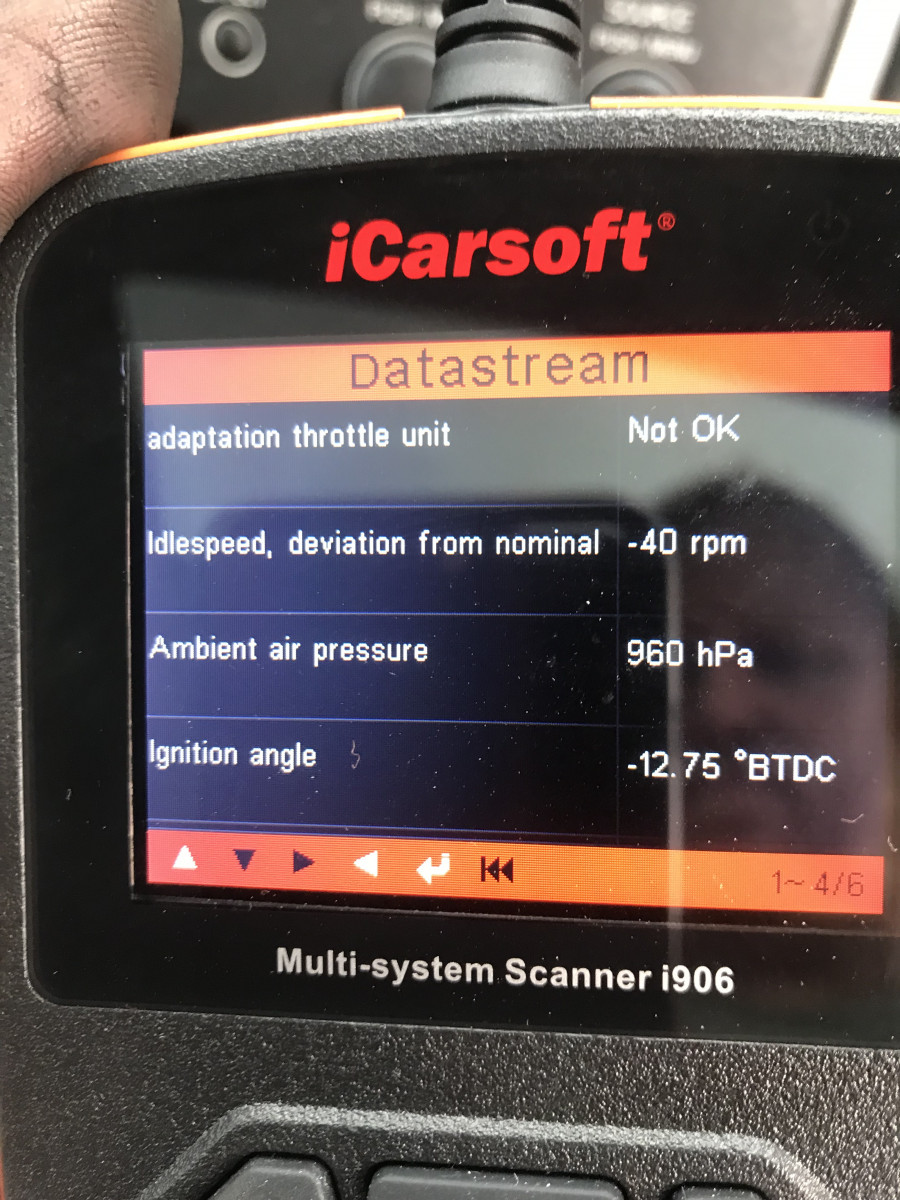 SOURCE
iCarsoft®
Datastream
adaptation throttle unit Not OK
Idlespeed, deviation from nominal -40 rpm
Ambient air pressure 960 hPa
Ignition angle -12.75 °BTDC
1~ 4/6
Multi-system Scanner i906